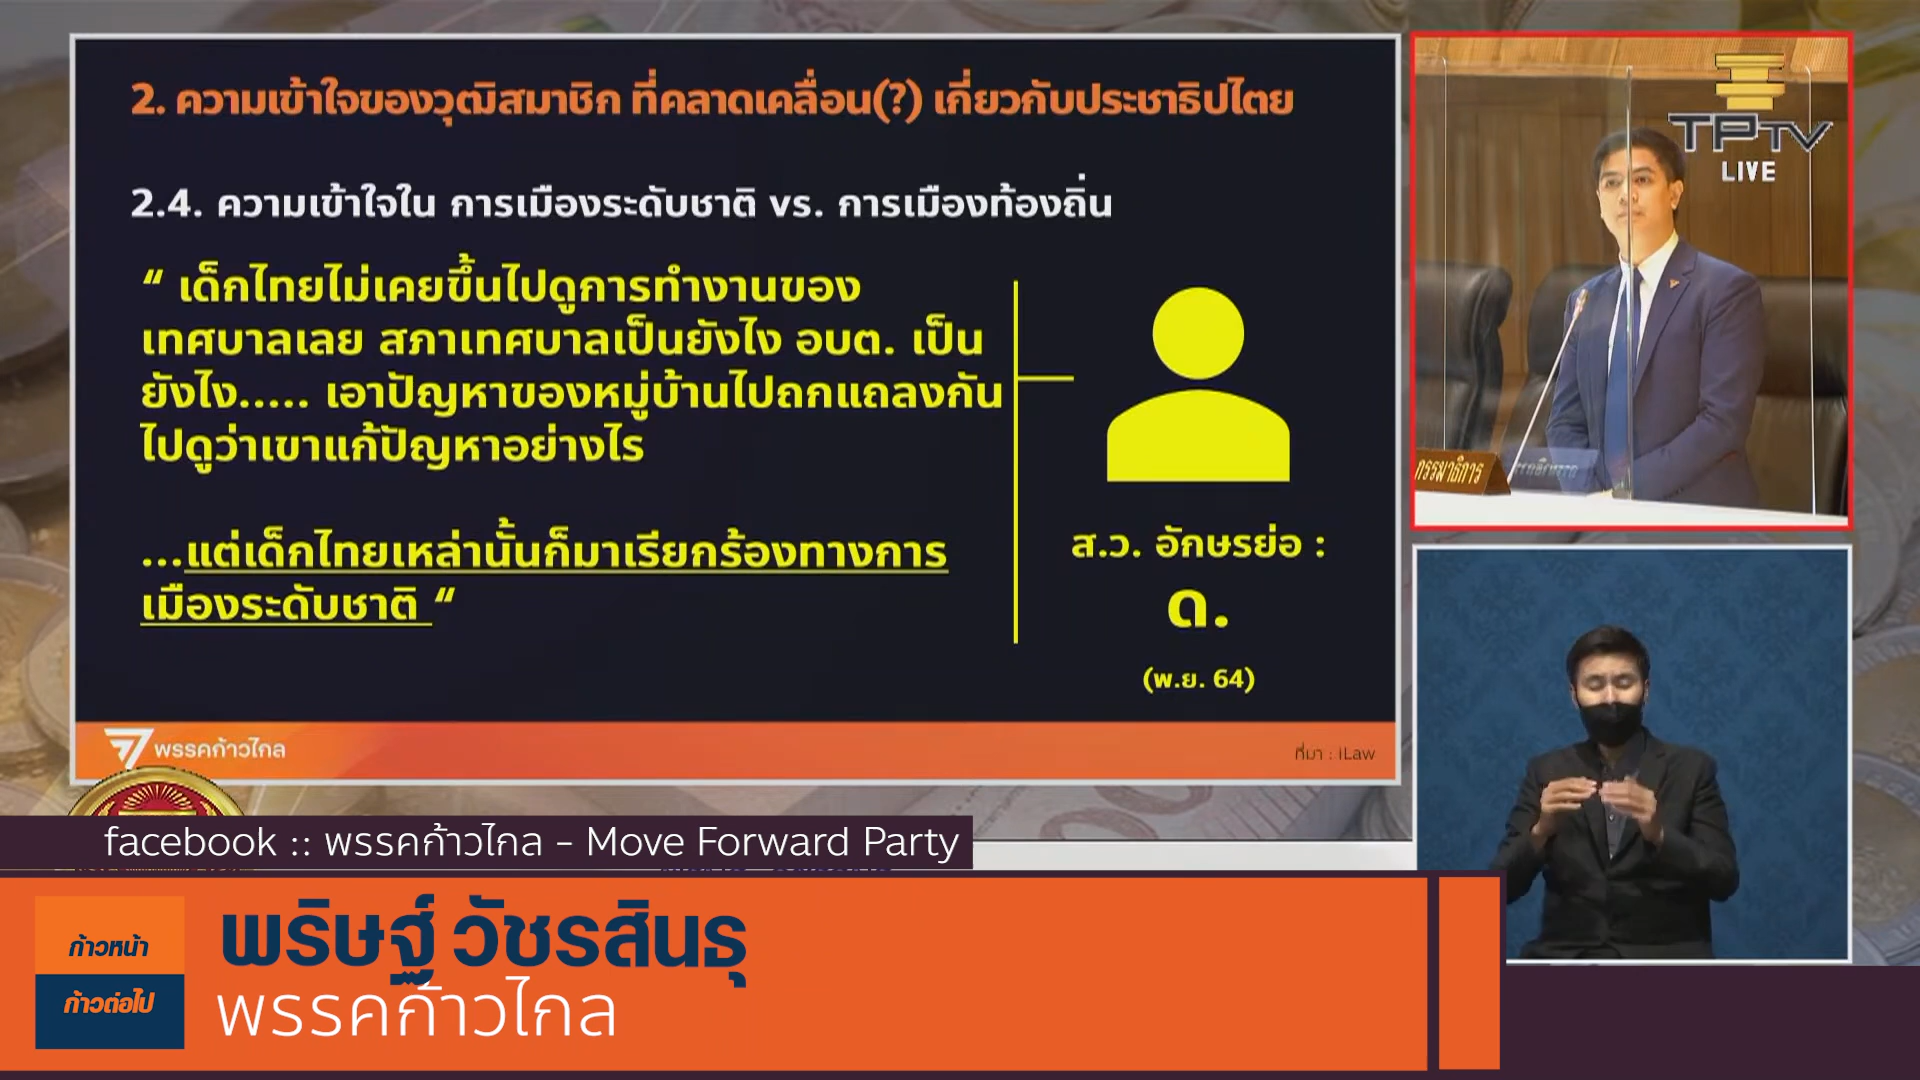 2. ความเข้าใจของวุฒิสมาชิก ที่คลาดเคลื่อน(?) เกี่ยวกับประชาธิปไตย
2.4. ความเข้าใจใน การเมืองระดับชาติ vs. การเมืองท้องถิ่น
“ เด็กไทยไม่เคยขึ้นไปดูการทำงานของ
เทศบาลเลย สภาเทศบาลเป็นยังไง อบต. เป็น
ยังไง..... เอาปัญหาของหมู่บ้านไปถกแถลงกัน
ไปดูว่าเขาแก้ปัญหาอย่างไร
...แต่เด็กไทยเหล่านั้นก็มาเรียกร้องทางการ
เมืองระดับชาติ “
ส.ว. อักษรย่อ :
ด.
(พ.ย. 64)
พรรคก้าวไกล
ที่มา : iLaw
TPTV
LIVE
กรรมาธิการ
facebook :: พรรคก้าวไกล - Move Forward Party
ก้าวหน้า
ก้าวต่อไป
พริษฐ์ วัชรสินธุ
พรรคก้าวไกล